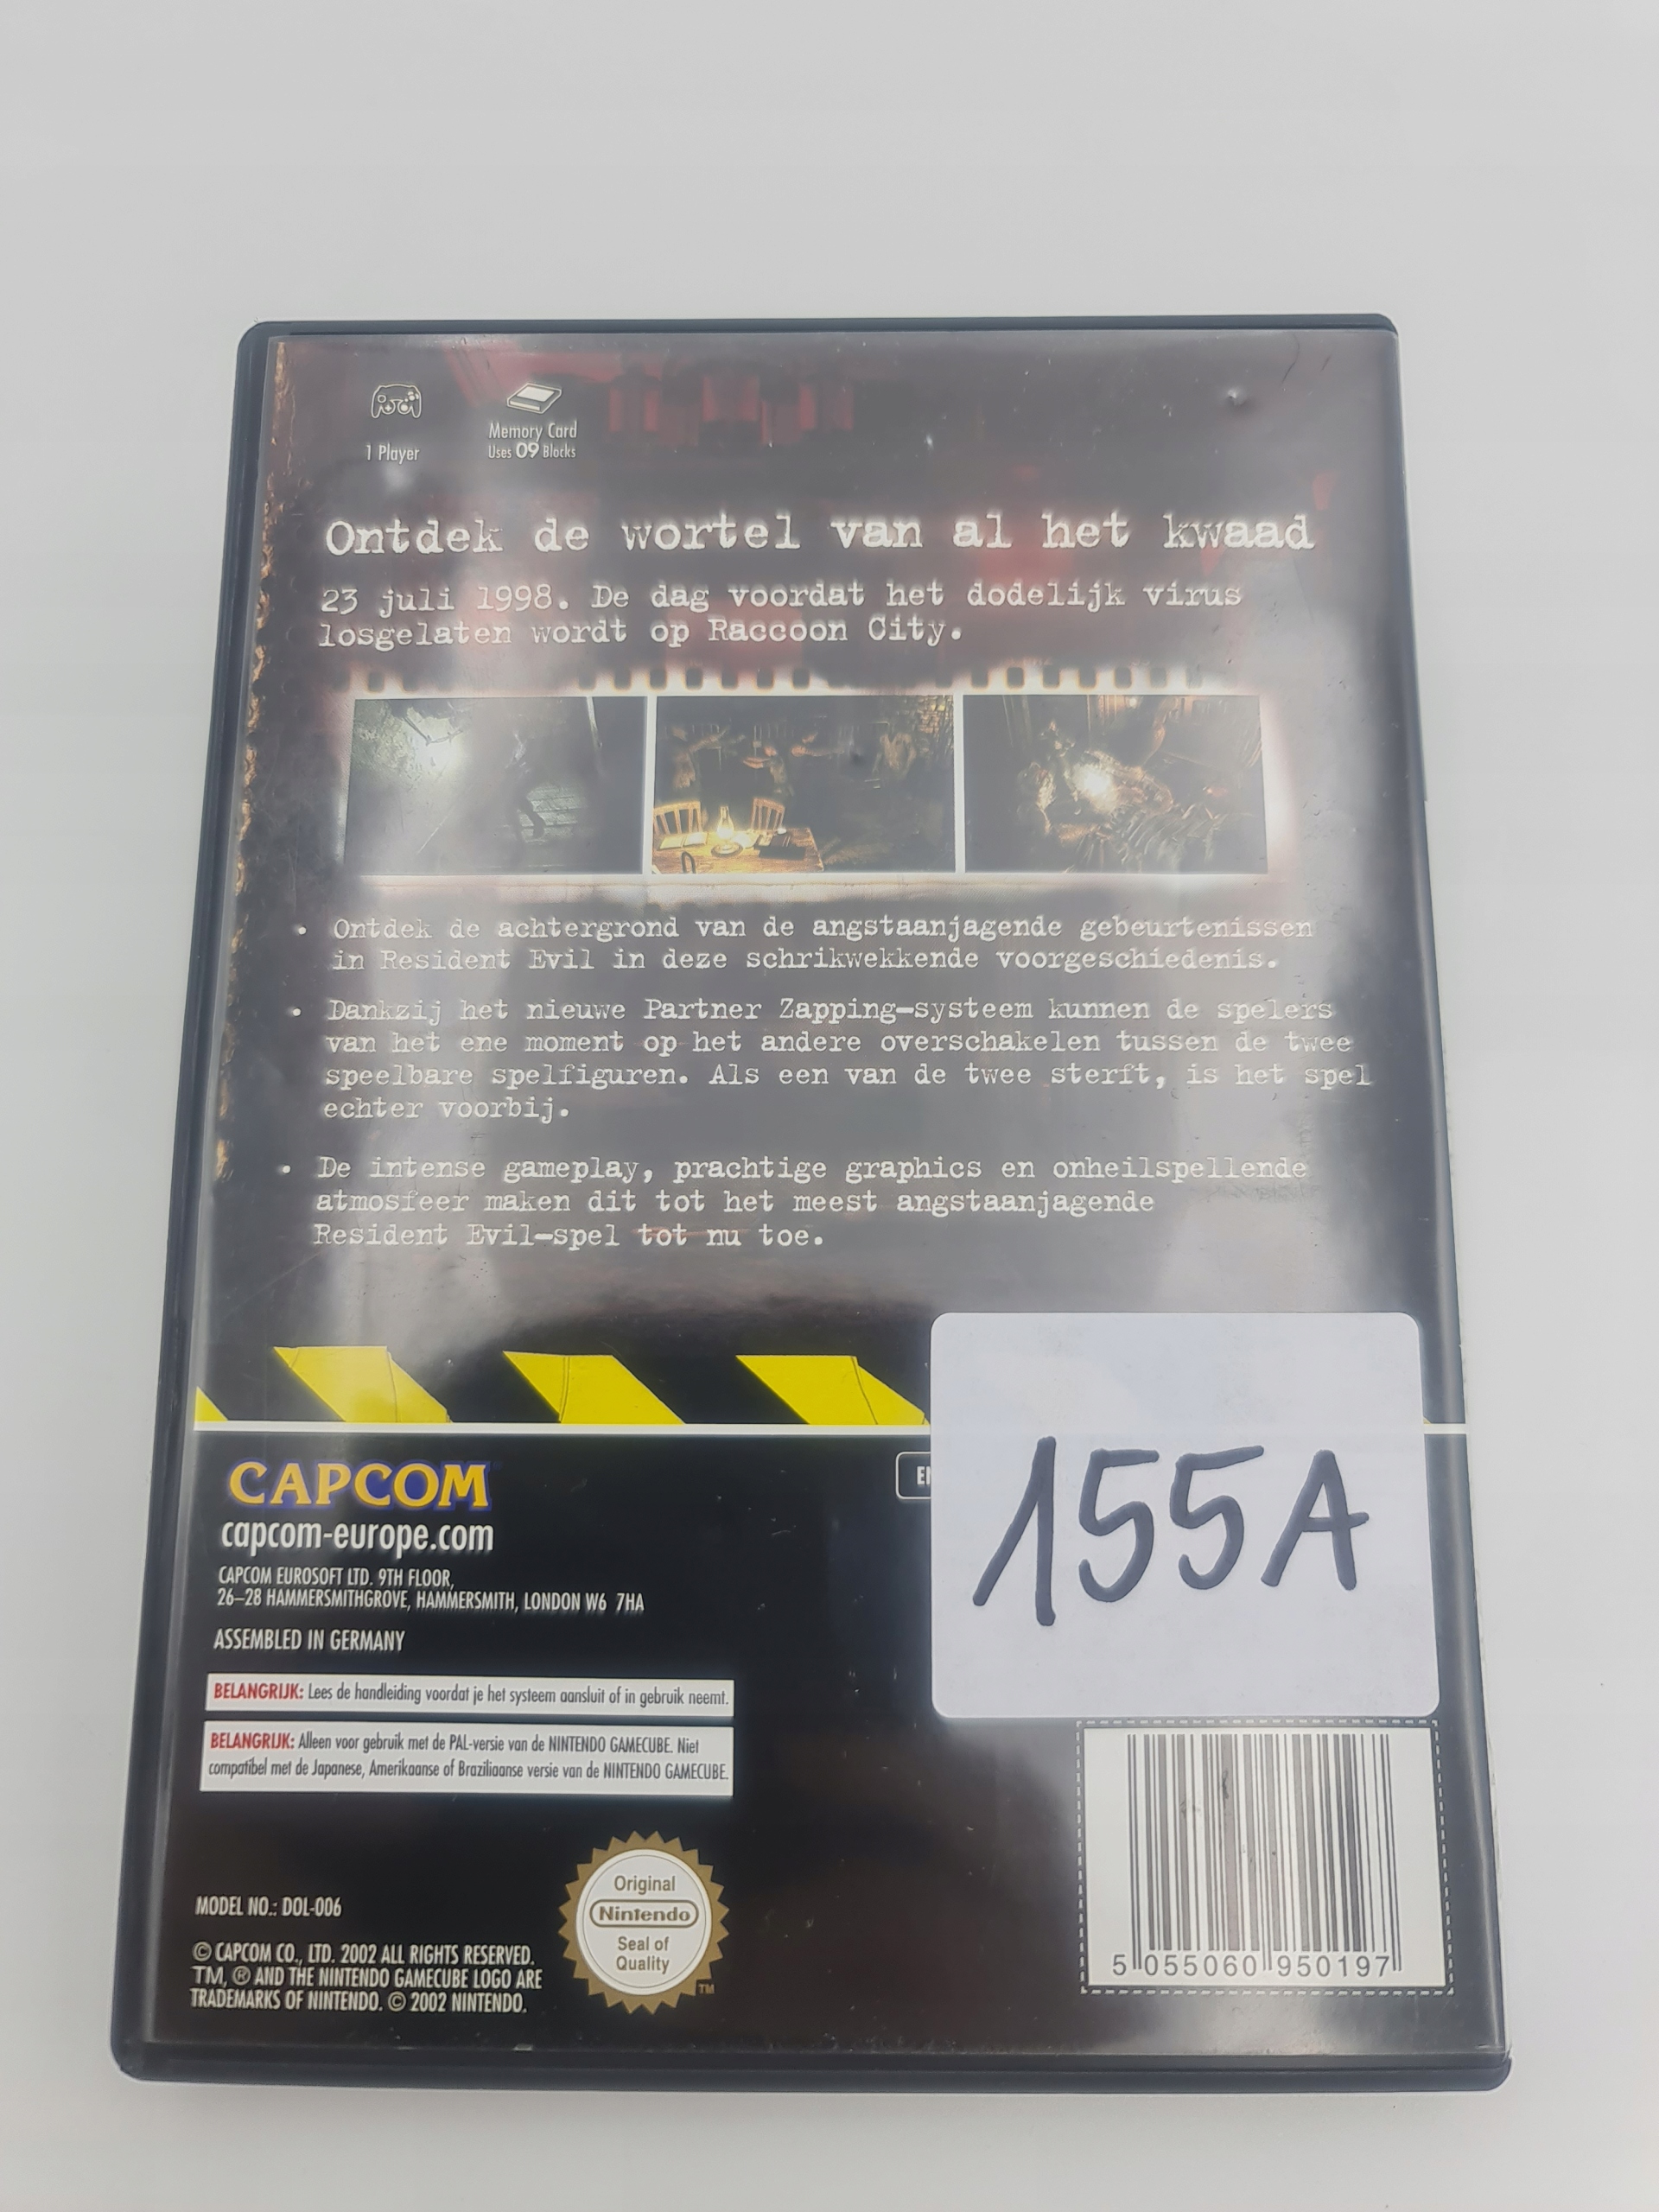 1 Player
Memory Card
Uses 09 Blocks
Ontdek de wortel van al het kwaad
23 juli 1998. De dag voordat het dodelijk virus
losgelaten wordt op Raccoon City.
• Ontdek de achtergrond van de angstaanjagende gebeurtenissen
in Resident Evil in deze schrikwekkende voorgeschiedenis.
• Dankzij het nieuwe Partner Zapping-systeem kunnen de spelers
van het ene moment op het andere overschakelen tussen de twee
speelbare spelfiguren. Als een van de twee sterft, is het spel
echter voorbij.
• De intense gameplay, prachtige graphics en onheilspellende
atmosfeer maken dit tot het meest angstaanjagende
Resident Evil-spel tot nu toe.
CAPCOM
capcom-europe.com
CAPCOM EUROSOFT LTD. 9TH FLOOR,
26–28 HAMMERSMITHGROVE, HAMMERSMITH, LONDON W6 7HA
ASSEMBLED IN GERMANY
155A
BELANGRIJK: Lees de handleiding voordat je het systeem aansluit of in gebruik neemt.
BELANGRIJK: Alleen voor gebruik met de PAL-versie van de NINTENDO GAMECUBE. Niet
compatibel met de Japanese, Amerikaanse of Braziliaanse versie van de NINTENDO GAMECUBE.
MODEL NO.: DOL-006
© CAPCOM CO., LTD. 2002 ALL RIGHTS RESERVED.
TM, ® AND THE NINTENDO GAMECUBE LOGO ARE
TRADEMARKS OF NINTENDO. © 2002 NINTENDO.
Original
Nintendo
Seal of
Quality
TM
5 055060 950197